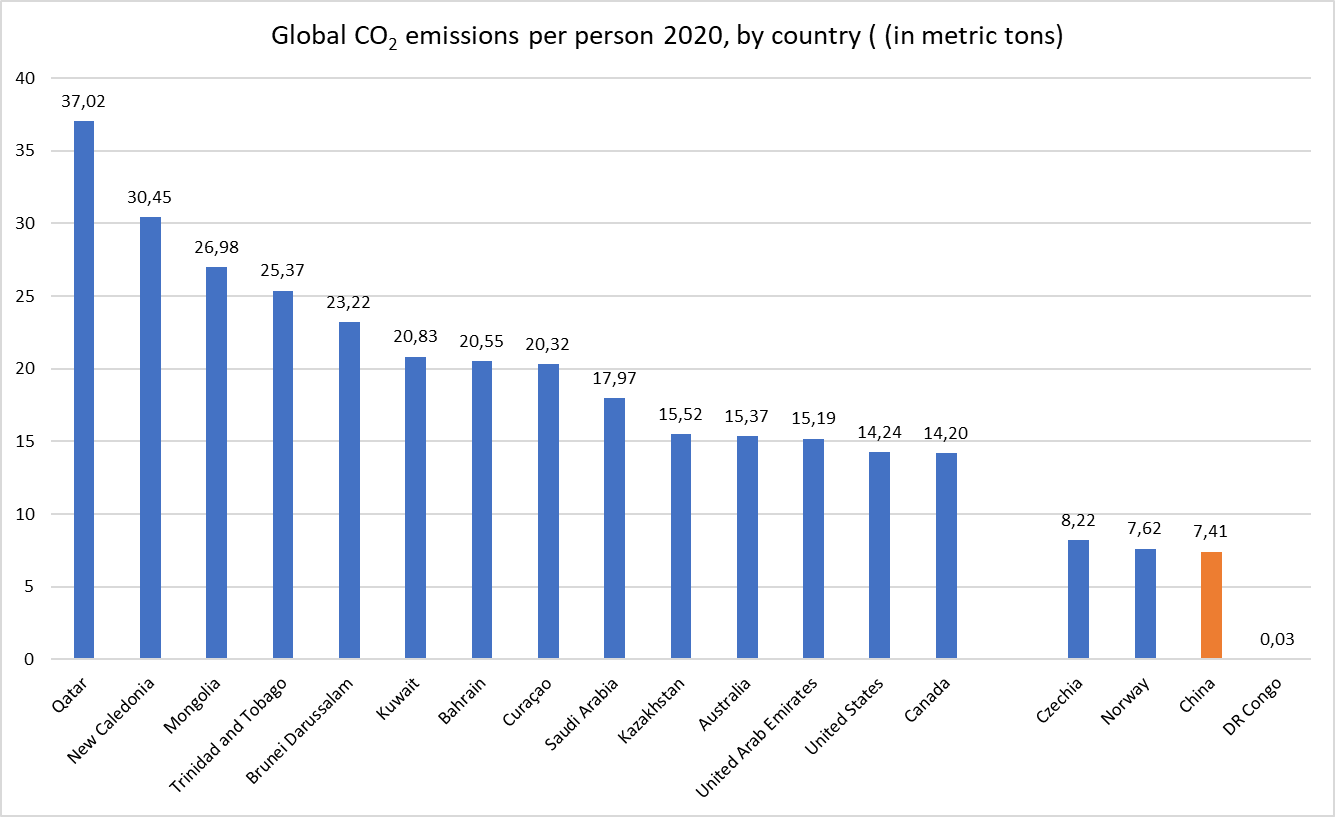 Global CO₂ emissions per person 2020, by country ( (in metric tons)
40
35
30
25
20
15
10
5
0
37,02
30,45
26,98
25,37
23,22
20,83
20,55
20,32
17,97
15,52
15,37
15,19
14,24
14,20
8,22
7,62
7,41
0,03
Qatar
New Caledonia
Mongolia
Trinidad and Tobago
Brunei Darussalam
Kuwait
Bahrain
Curaçao
Saudi Arabia
Kazakhstan
Australia
United Arab Emirates
United States
Canada
Czechia
Norway
China
DR Congo